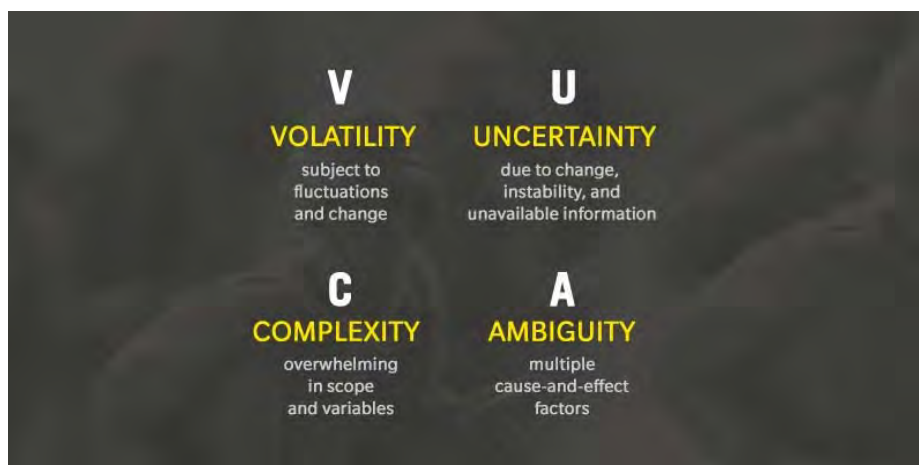 V
VOLATILITY
subject to
fluctuations
and change
U
UNCERTAINTY
due to change,
instability, and
unavailable information
C
COMPLEXITY
overwhelming
in scope
and variables
A
AMBIGUITY
multiple
cause-and-effect
factors